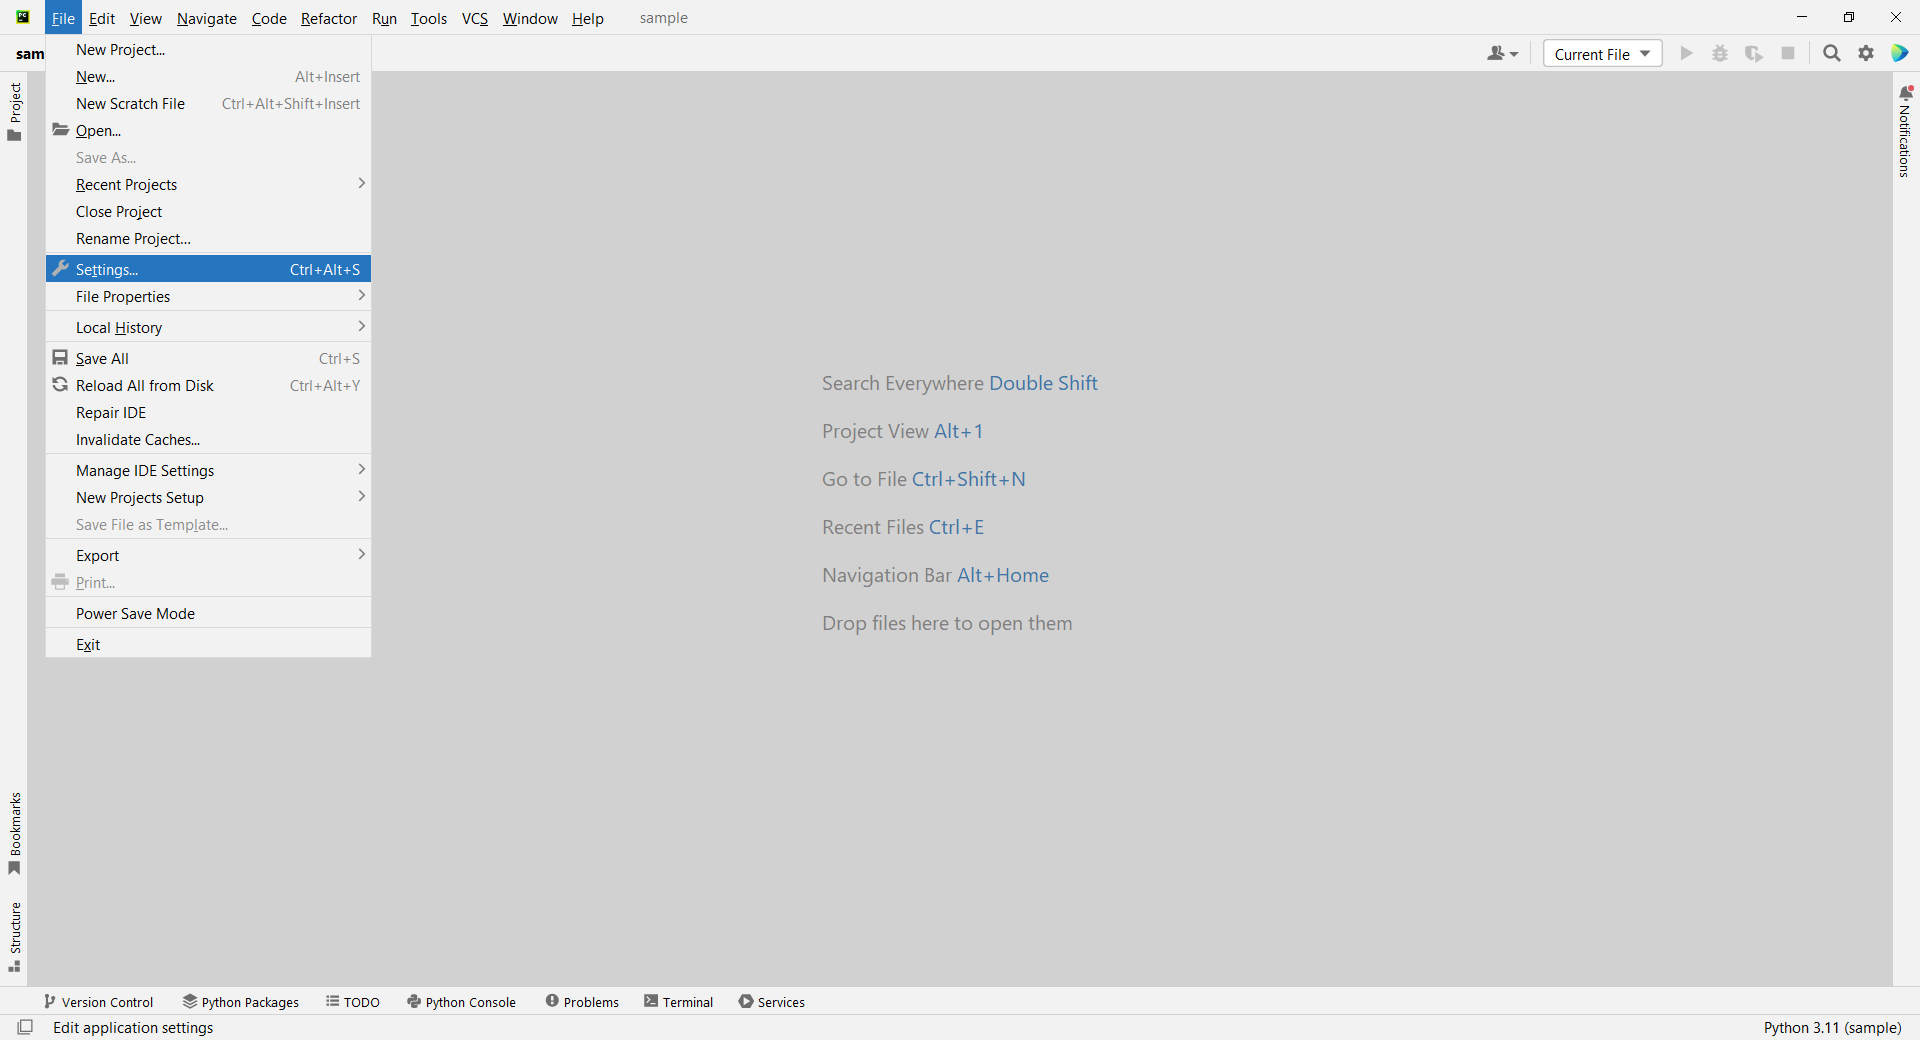 PC File Edit View Navigate Code Refactor Run Tools VCS Window Help sample
sam
Current File
New Project...
New... Alt+Insert
New Scratch File Ctrl+Alt+Shift+Insert
Open...
Save As...
Recent Projects
Close Project
Rename Project...
Settings... Ctrl+Alt+S
File Properties
Local History
Save All Ctrl+S
Reload All from Disk Ctrl+Alt+Y
Repair IDE
Invalidate Caches...
Manage IDE Settings
New Projects Setup
Save File as Template...
Export
Print...
Power Save Mode
Exit
Project
Bookmarks
Structure
Search Everywhere Double Shift
Project View Alt+1
Go to File Ctrl+Shift+N
Recent Files Ctrl+E
Navigation Bar Alt+Home
Drop files here to open them
Notifications
Version Control Python Packages TODO Python Console Problems Terminal Services
Edit application settings Python 3.11 (sample)